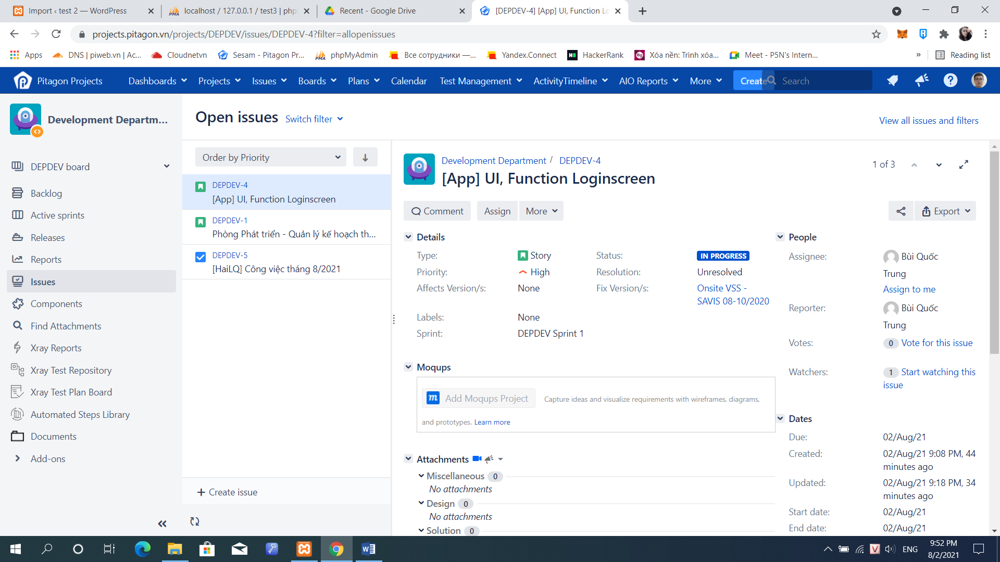 Import ‹ test 2 — WordPress
localhost / 127.0.0.1 / test3 | php
Recent - Google Drive
[DEPDEV-4] [App] UI, Function Lo
projects.pitagon.vn/projects/DEPDEV/issues/DEPDEV-4?filter=allopenissues
Apps
DNS | piweb.vn | Ac...
Cloudnetvn
Sesam - Pitagon Pr...
phpMyAdmin
Все сотрудники —...
Yandex.Connect
HackerRank
Xóa nền: Trình xóa...
Meet - P5N's Intern...
»
Reading list
Pitagon Projects
Dashboards
Projects
Issues
Boards
Plans
Calendar
Test Management
ActivityTimeline
AIO Reports
More
Create
Search
Development Departm...
DEPDEV board
Backlog
Active sprints
Releases
Reports
Issues
Components
Find Attachments
Xray Reports
Xray Test Repository
Xray Test Plan Board
Automated Steps Library
Documents
Add-ons
Open issues
Switch filter
View all issues and filters
Order by Priority
DEPDEV-4
[App] UI, Function Loginscreen
DEPDEV-1
Phòng Phát triển - Quản lý kế hoạch th...
DEPDEV-5
[HaiLQ] Công việc tháng 8/2021
+ Create issue
Development Department / DEPDEV-4
[App] UI, Function Loginscreen
1 of 3
Comment
Assign
More
Export
Details
Type: Story
Status: IN PROGRESS
Priority: High
Resolution: Unresolved
Affects Version/s: None
Fix Version/s: Onsite VSS -
SAVIS 08-10/2020
Labels: None
Sprint: DEPDEV Sprint 1
Moqups
m Add Moqups Project
Capture ideas and visualize requirements with wireframes, diagrams,
and prototypes. Learn more
Attachments
Miscellaneous 0
No attachments
Design 0
No attachments
Solution 0
People
Assignee: Bùi Quốc
Trung
Assign to me
Reporter: Bùi Quốc
Trung
Votes: 0 Vote for this issue
Watchers: 1 Start watching this
issue
Dates
Due: 02/Aug/21
Created: 02/Aug/21 9:08 PM, 44
minutes ago
Updated: 02/Aug/21 9:18 PM, 34
minutes ago
Start date: 02/Aug/21
End date: 02/Aug/21
ENG
9:52 PM
8/2/2021